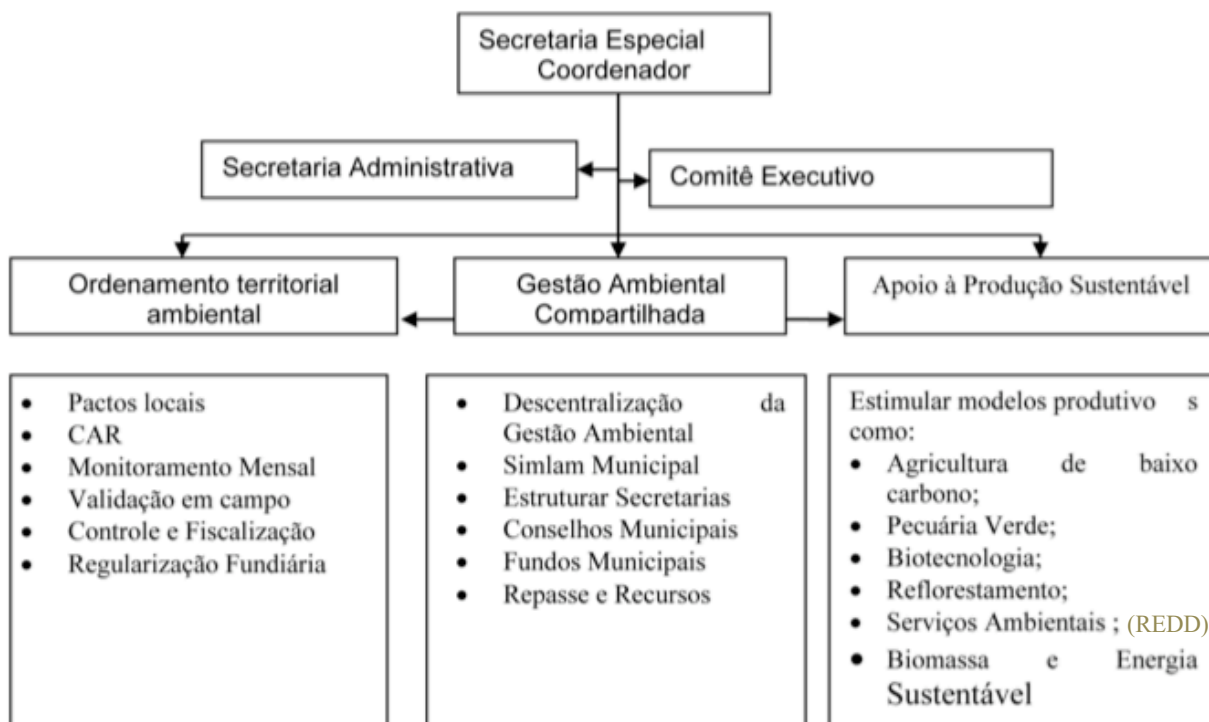 Secretaria Especial
Coordenador
Secretaria Administrativa
Comitê Executivo
Ordenamento territorial
ambiental
Gestão Ambiental
Compartilhada
Apoio à Produção Sustentável
• Pactos locais
• CAR
• Monitoramento Mensal
• Validação em campo
• Controle e Fiscalização
• Regularização Fundiária
• Descentralização da
Gestão Ambiental
• Simlam Municipal
• Estruturar Secretarias
• Conselhos Municipais
• Fundos Municipais
• Repasse e Recursos
Estimular modelos produtivo s
como:
• Agricultura de baixo
carbono;
• Pecuária Verde;
• Biotecnologia;
• Reflorestamento;
• Serviços Ambientais ; (REDD)
• Biomassa e Energia
Sustentável